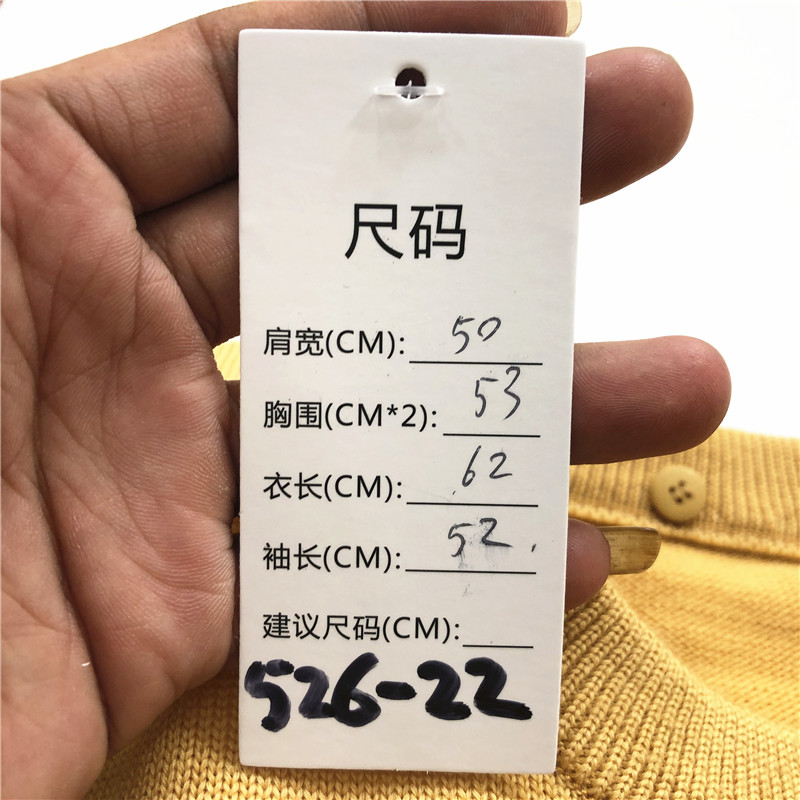 尺码
肩宽(CM): 50
胸围(CM*2): 53
衣长(CM): 62
袖长(CM): 52
建议尺码(CM):
526-22